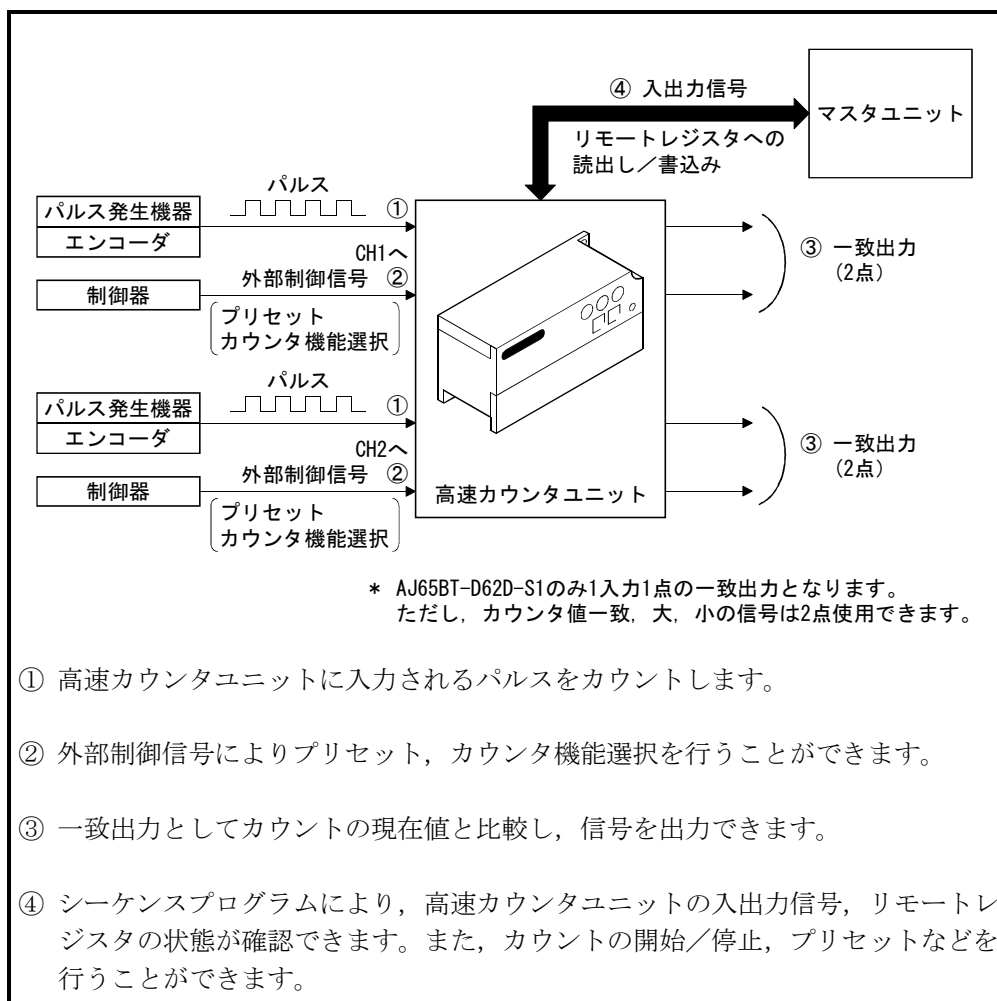 ④ 入出力信号
マスタユニット
リモートレジスタへの
読出し／書込み
パルス
パルス発生機器
①
エンコーダ
CH1へ
外部制御信号 ②
制御器
プリセット
カウンタ機能選択
③ 一致出力
(2点)
パルス
パルス発生機器
①
エンコーダ
CH2へ
外部制御信号 ②
制御器
プリセット
カウンタ機能選択
高速カウンタユニット
③ 一致出力
(2点)
* AJ65BT-D62D-S1のみ1入力1点の一致出力となります。
ただし，カウンタ値一致，大，小の信号は2点使用できます。
① 高速カウンタユニットに入力されるパルスをカウントします。
② 外部制御信号によりプリセット，カウンタ機能選択を行うことができます。
③ 一致出力としてカウントの現在値と比較し，信号を出力できます。
④ シーケンスプログラムにより，高速カウンタユニットの入出力信号，リモートレ
ジスタの状態が確認できます。また，カウントの開始／停止，プリセットなどを
行うことができます。